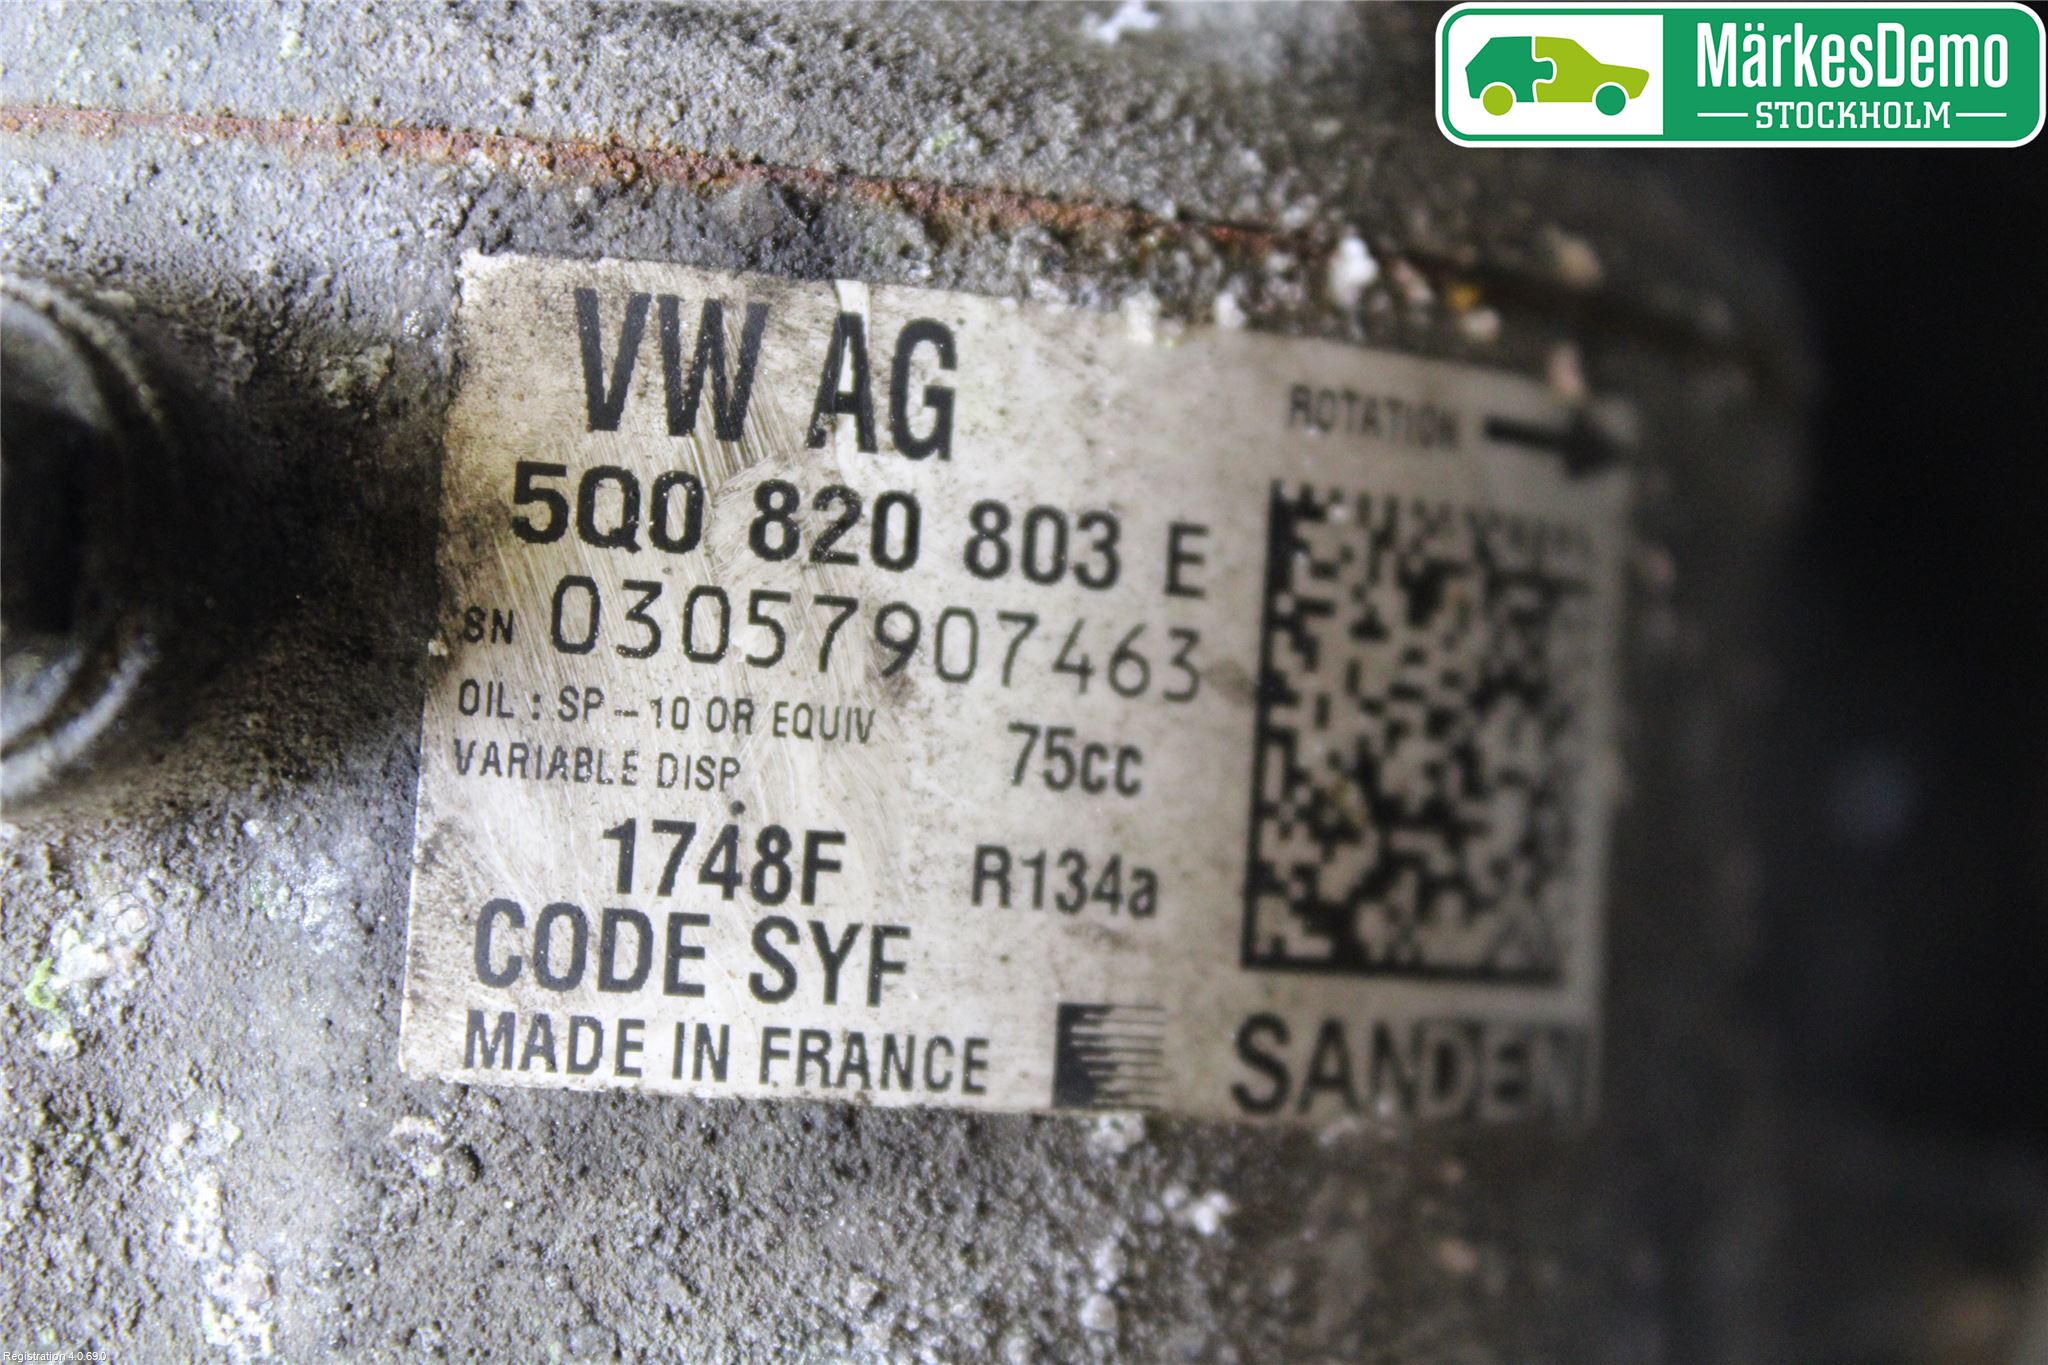 MärkesDemo
STOCKHOLM
VW AG
ROTATION
5Q0 820 803 E
SN 03057907463
OIL : SP-10 OR EQUIV
75cc
VARIABLE DISP.
1748F
R134a
CODE SYF
MADE IN FRANCE
SANDEN
Registration 4.0.69.0